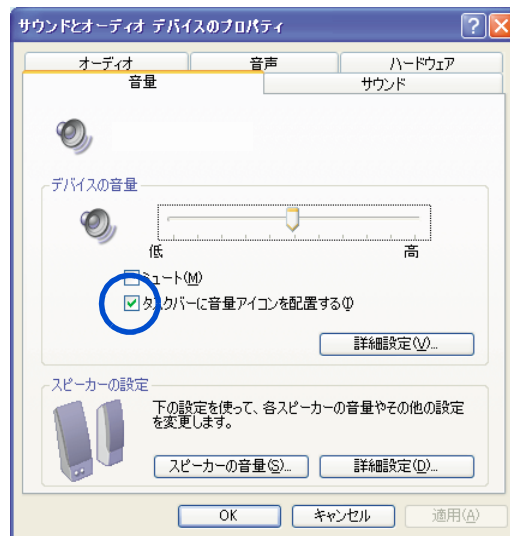 サウンドとオーディオ デバイスのプロパティ
オーディオ 音声 ハードウェア
音量 サウンド
デバイスの音量
低 高
ミュート(M)
タスクバーに音量アイコンを配置する(I)
詳細設定(V)...
スピーカーの設定
下の設定を使って、各スピーカーの音量やその他の設定
を変更します。
スピーカーの音量(S)... 詳細設定(D)...
OK キャンセル 適用(A)